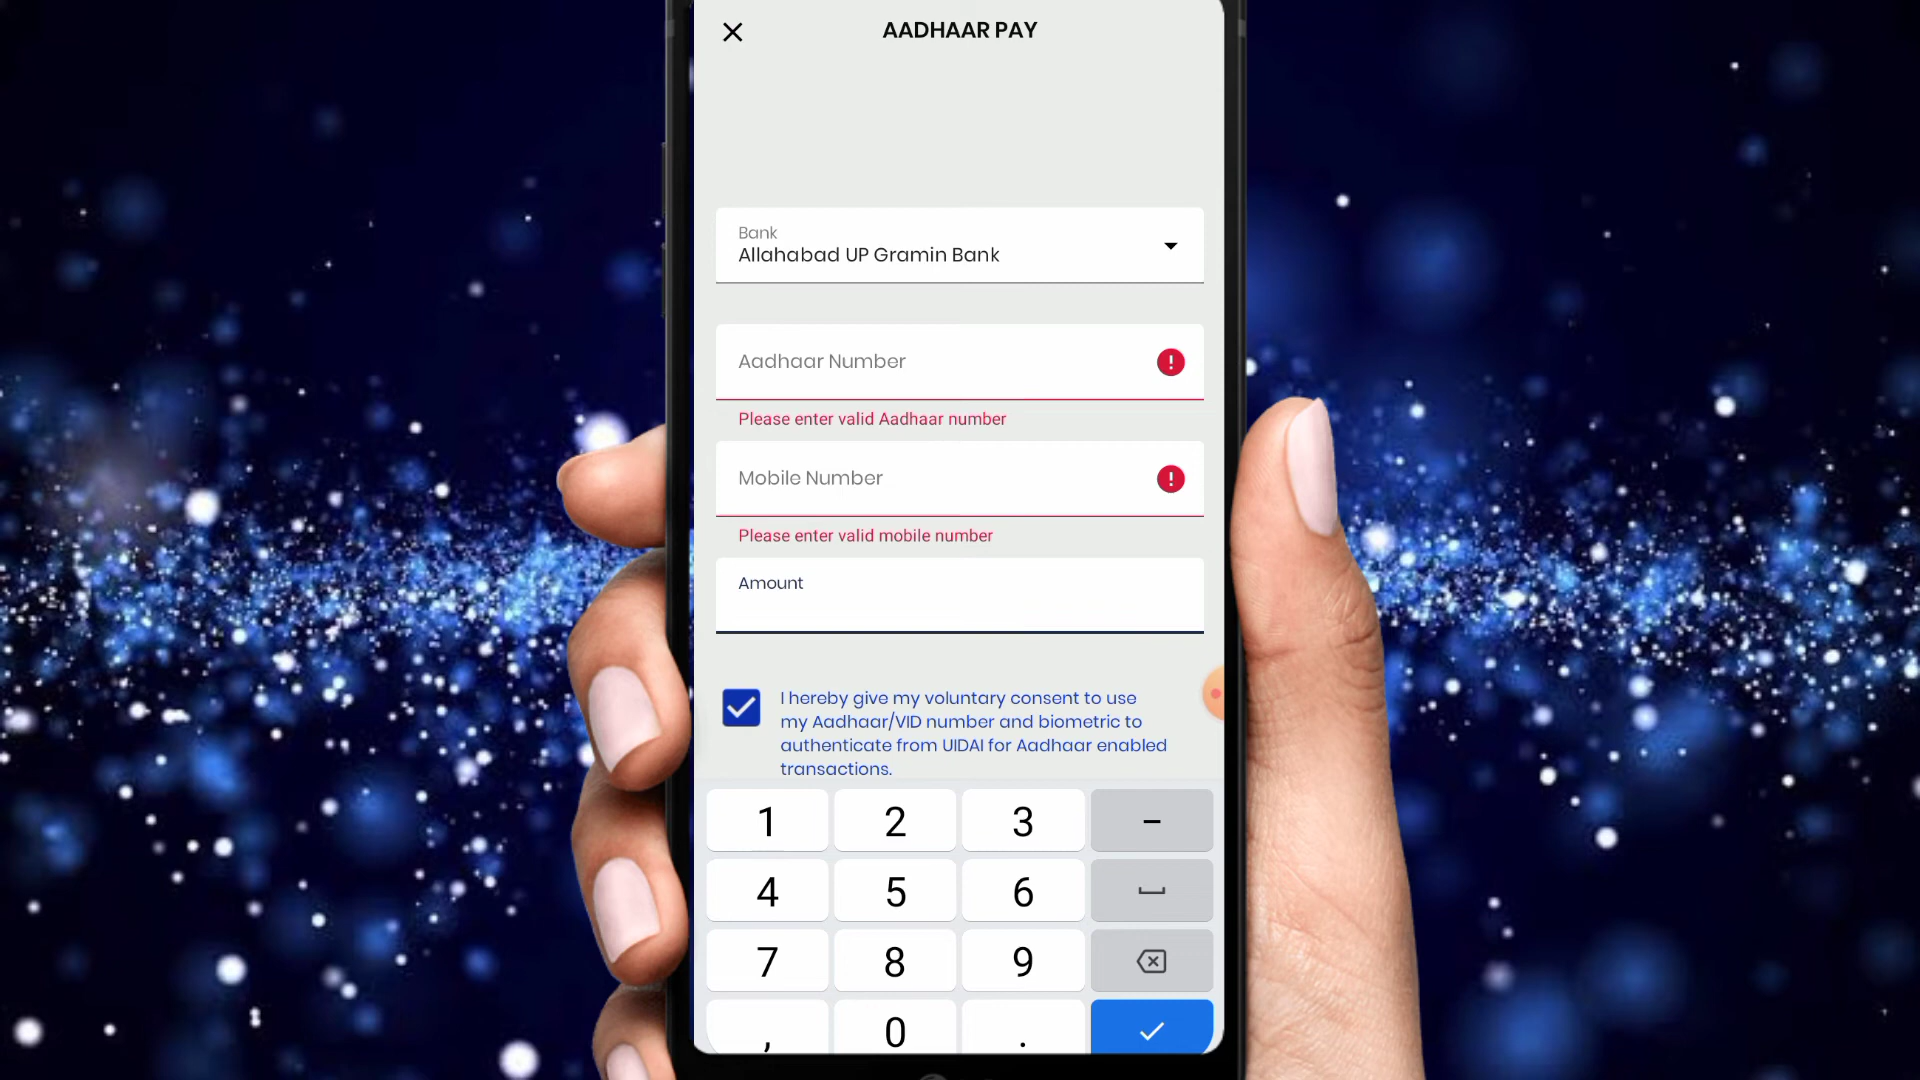 AADHAAR PAY
Bank
Allahabad UP Gramin Bank
Aadhaar Number
!
Please enter valid Aadhaar number
Mobile Number
!
Please enter valid mobile number
Amount
I hereby give my voluntary consent to use
my Aadhaar/VID number and biometric to
authenticate from UIDAI for Aadhaar enabled
transactions.
1 2 3 -
4 5 6
7 8 9
, 0 .